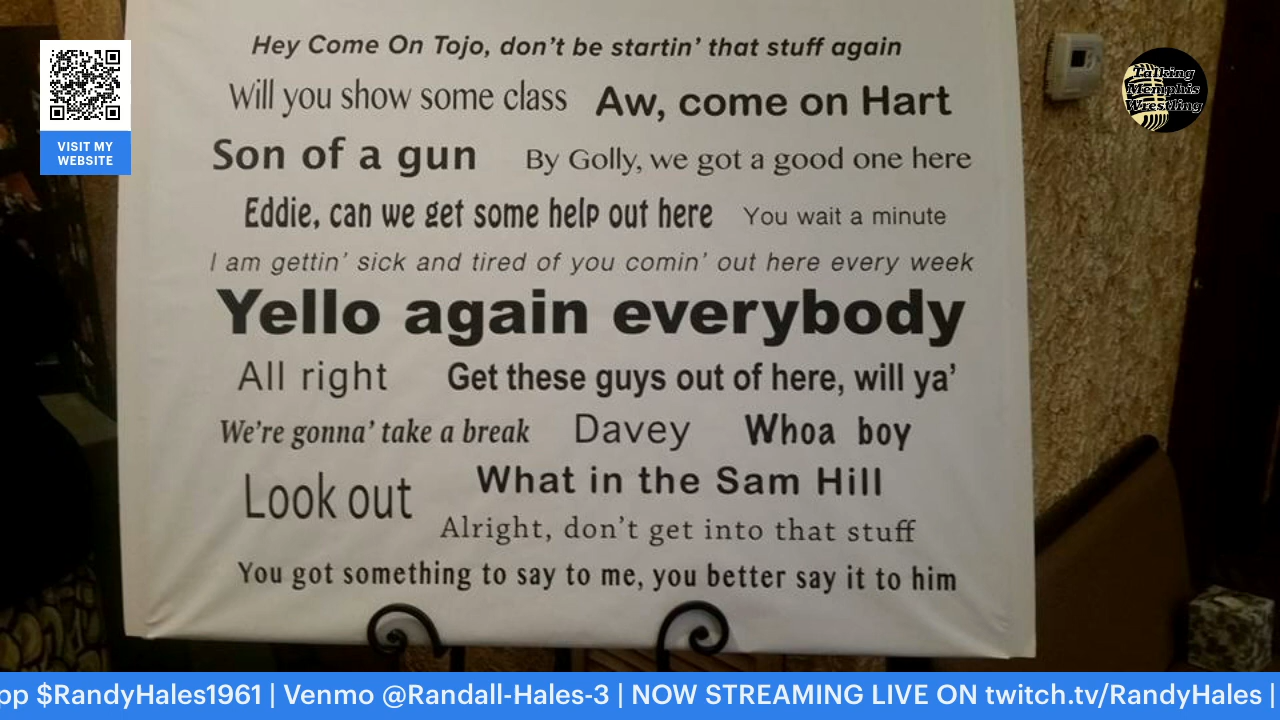 Hey Come On Tojo, don't be startin' that stuff again
Will you show some class
Aw, come on Hart
Son of a gun
By Golly, we got a good one here
Eddie, can we get some help out here
You wait a minute
I am gettin' sick and tired of you comin' out here every week
Yello again everybody
All right
Get these guys out of here, will ya'
We're gonna' take a break
Davey
Whoa boy
Look out
What in the Sam Hill
Alright, don't get into that stuff
You got something to say to me, you better say it to him
VISIT MY
WEBSITE
Talking
Memphis
Wrestling
pp $RandyHales1961 | Venmo @Randall-Hales-3 | NOW STREAMING LIVE ON twitch.tv/RandyHales |